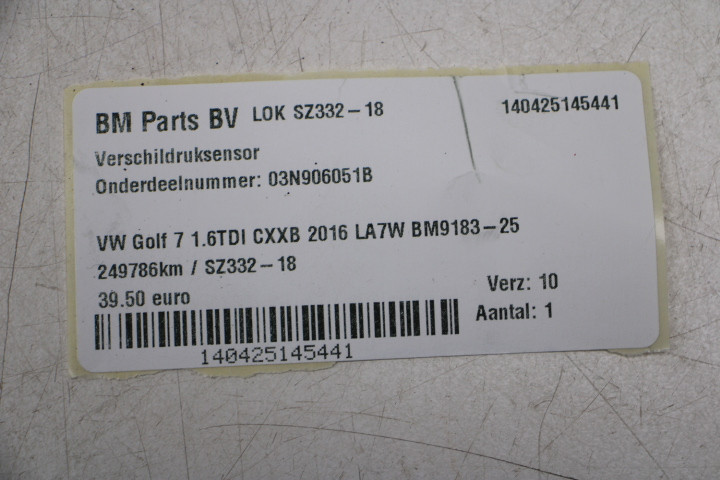 BM Parts BV LOK SZ332-18 140425145441
Verschildruksensor
Onderdeelnummer: 03N906051B
VW Golf 7 1.6TDI CXXB 2016 LA7W BM9183-25
249786km / SZ332-18
39.50 euro Verz: 10
Aantal: 1
140425145441